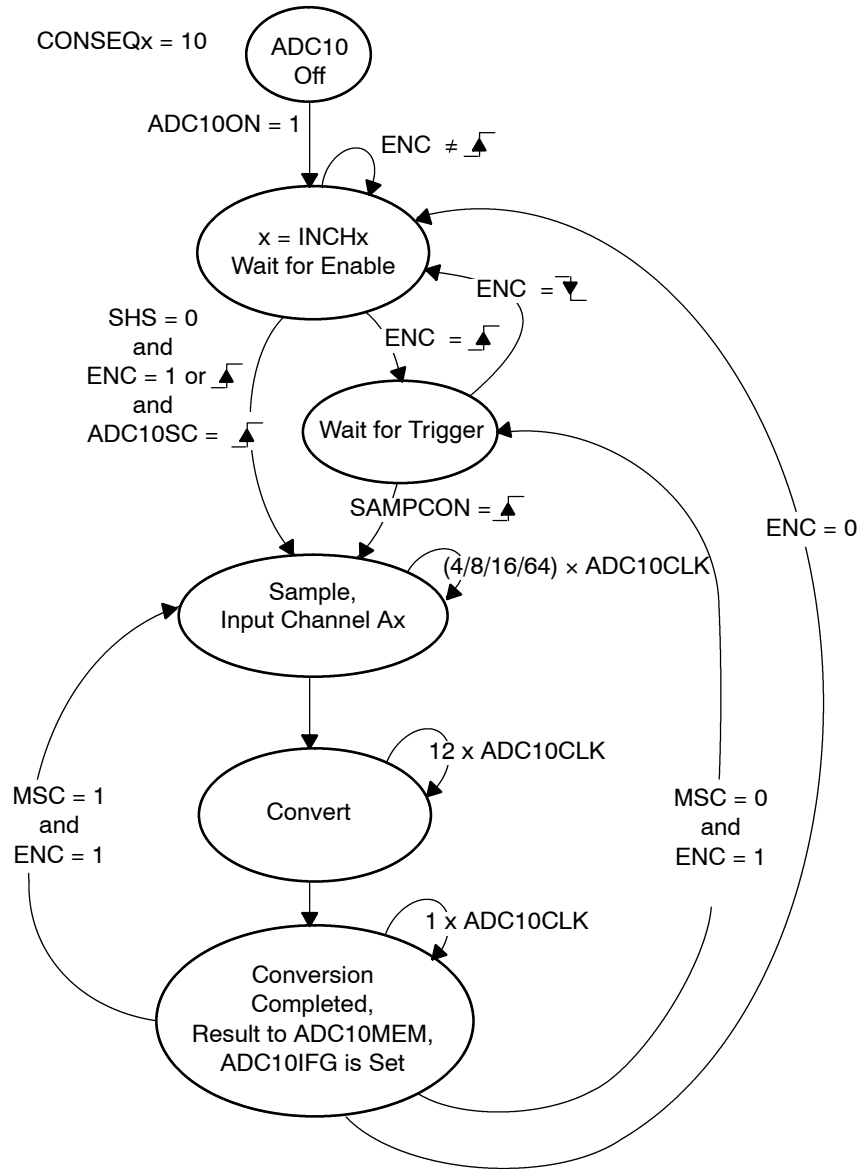 CONSEQx = 10
ADC10
Off
ADC10ON = 1
ENC ≠
x = INCHx
Wait for Enable
ENC =
SHS = 0
and
ENC = 1 or
and
ADC10SC =
ENC =
Wait for Trigger
SAMPCON =
ENC = 0
(4/8/16/64) × ADC10CLK
Sample,
Input Channel Ax
12 x ADC10CLK
Convert
MSC = 1
and
ENC = 1
MSC = 0
and
ENC = 1
1 x ADC10CLK
Conversion
Completed,
Result to ADC10MEM,
ADC10IFG is Set